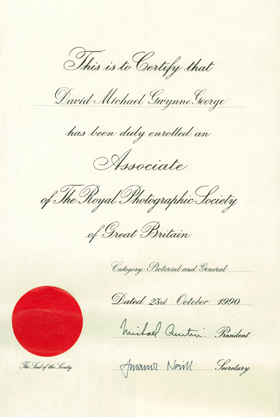 This is to Certify that
David Michael Gwynne George
has been duly enrolled an
Associate
of The Royal Photographic Society
of Great Britain
Category: Pictorial and General
Dated 23rd October 1990
Michael Austin President
The Seal of the Society
Secretary